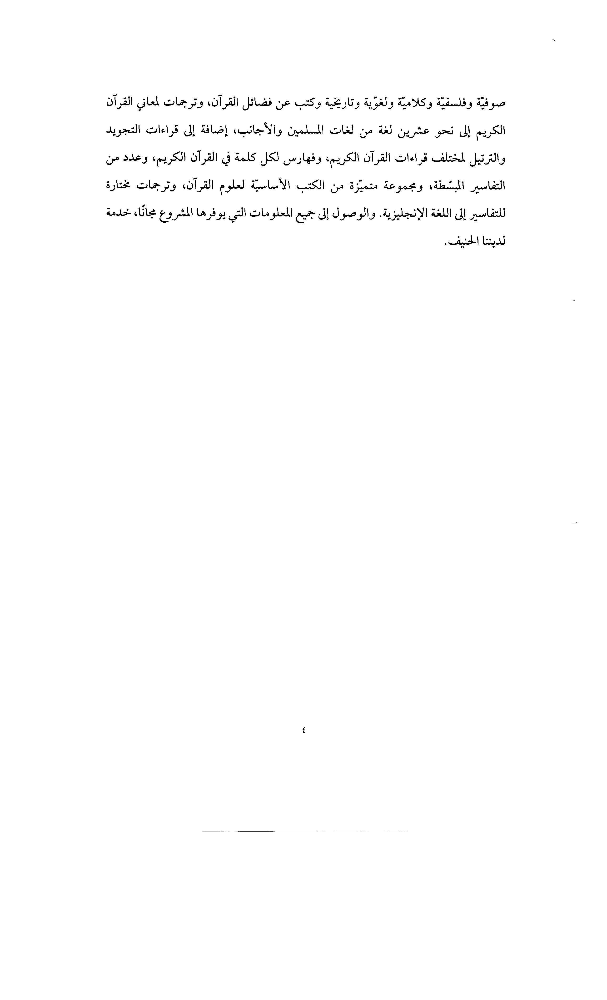 صوفيّة وفلسفيّة وكلاميّة ولغوّية وتاريخية وكتب عن فضائل القرآن، وترجمات لمعاني القرآن
الكريم إلى نحو عشرين لغة من لغات المسلمين والأجانب، إضافة إلى قراءات التجويد
والترتيل لمختلف قراءات القرآن الكريم، وفهارس لكل كلمة في القرآن الكريم، وعدد من
التفاسير المبسّطة، ومجموعة متميّزة من الكتب الأساسيّة لعلوم القرآن، وترجمات مختارة
للتفاسير إلى اللغة الإنجليزية. والوصول إلى جميع المعلومات التي يوفرها المشروع مجانًا، خدمة
لديننا الحنيف.
٤